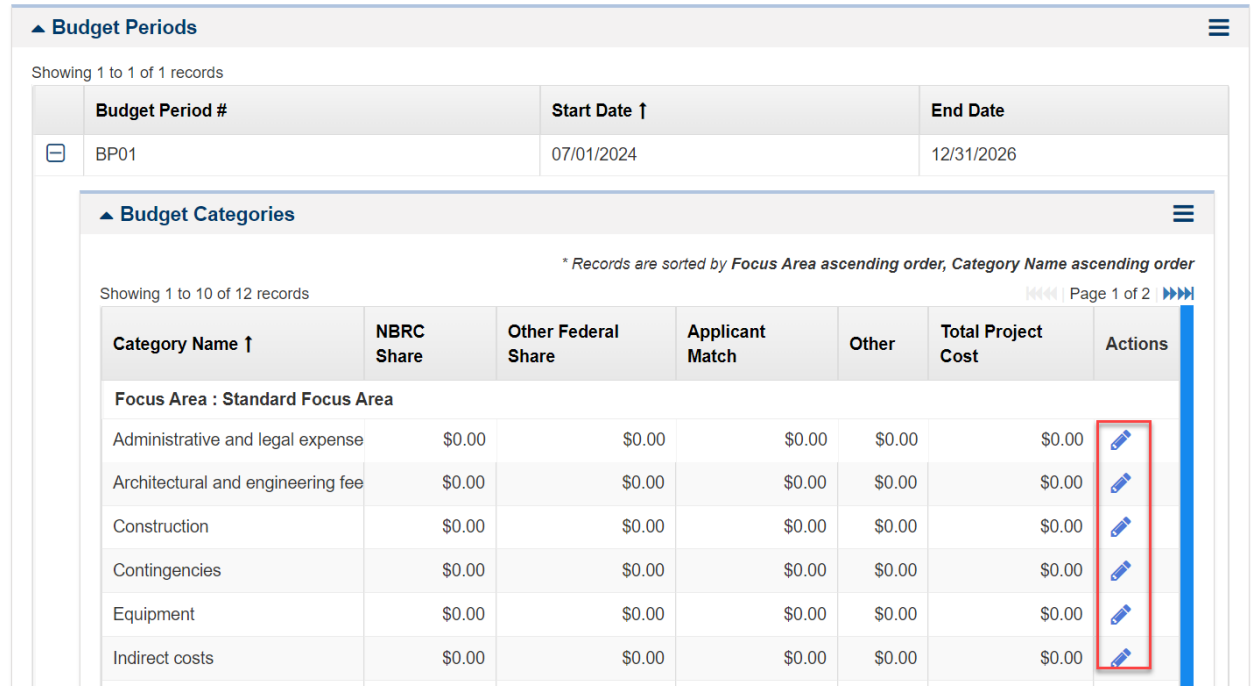 Budget Periods
Showing 1 to 1 of 1 records
Budget Period # Start Date ↑ End Date
BP01 07/01/2024 12/31/2026
Budget Categories
* Records are sorted by Focus Area ascending order, Category Name ascending order
Showing 1 to 10 of 12 records Page 1 of 2
Category Name ↑ NBRC Share Other Federal Share Applicant Match Other Total Project Cost Actions
Focus Area : Standard Focus Area
Administrative and legal expense $0.00 $0.00 $0.00 $0.00 $0.00
Architectural and engineering fee $0.00 $0.00 $0.00 $0.00 $0.00
Construction $0.00 $0.00 $0.00 $0.00 $0.00
Contingencies $0.00 $0.00 $0.00 $0.00 $0.00
Equipment $0.00 $0.00 $0.00 $0.00 $0.00
Indirect costs $0.00 $0.00 $0.00 $0.00 $0.00